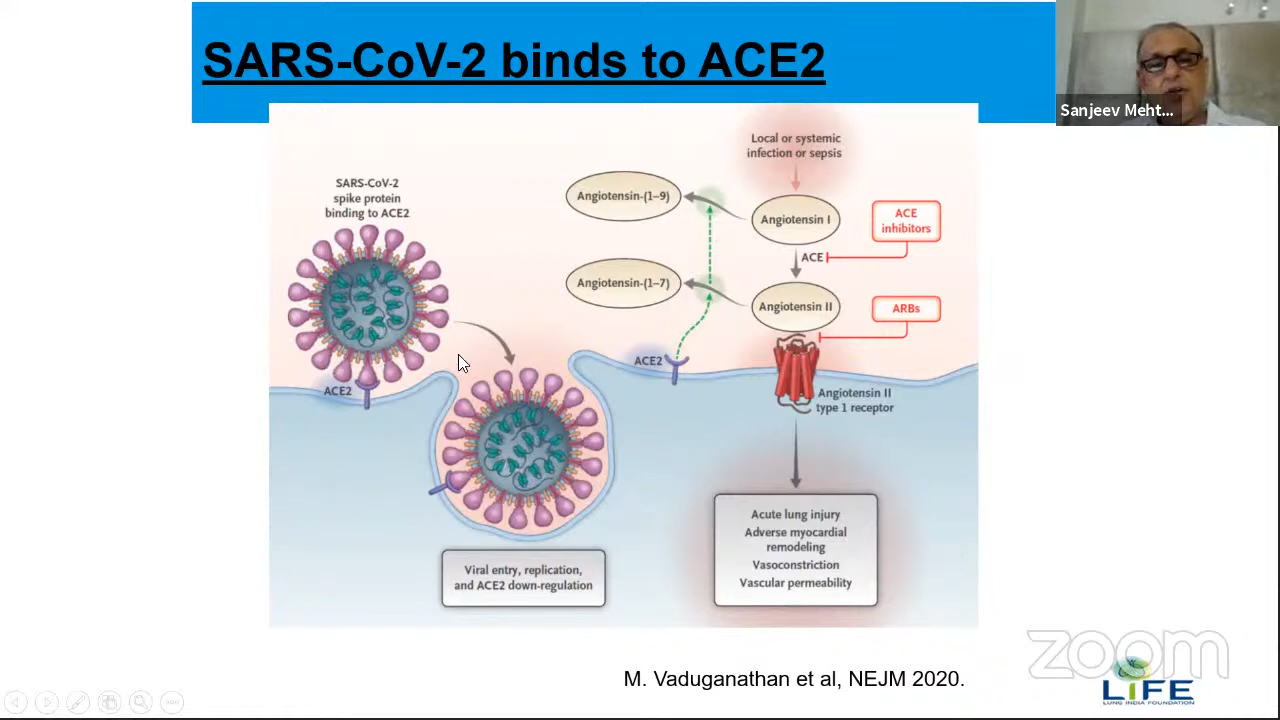 SARS-CoV-2 binds to ACE2
Sanjeev Meht...
Local or systemic
infection or sepsis
SARS-CoV-2
spike protein
binding to ACE2
Angiotensin-(1–9)
Angiotensin I
ACE
inhibitors
ACE
Angiotensin-(1–7)
Angiotensin II
ARBs
ACE2
ACE2
Angiotensin II
type 1 receptor
Viral entry, replication,
and ACE2 down-regulation
Acute lung injury
Adverse myocardial
remodeling
Vasoconstriction
Vascular permeability
M. Vaduganathan et al, NEJM 2020.
zoom
LiFE
LUNG INDIA FOUNDATION